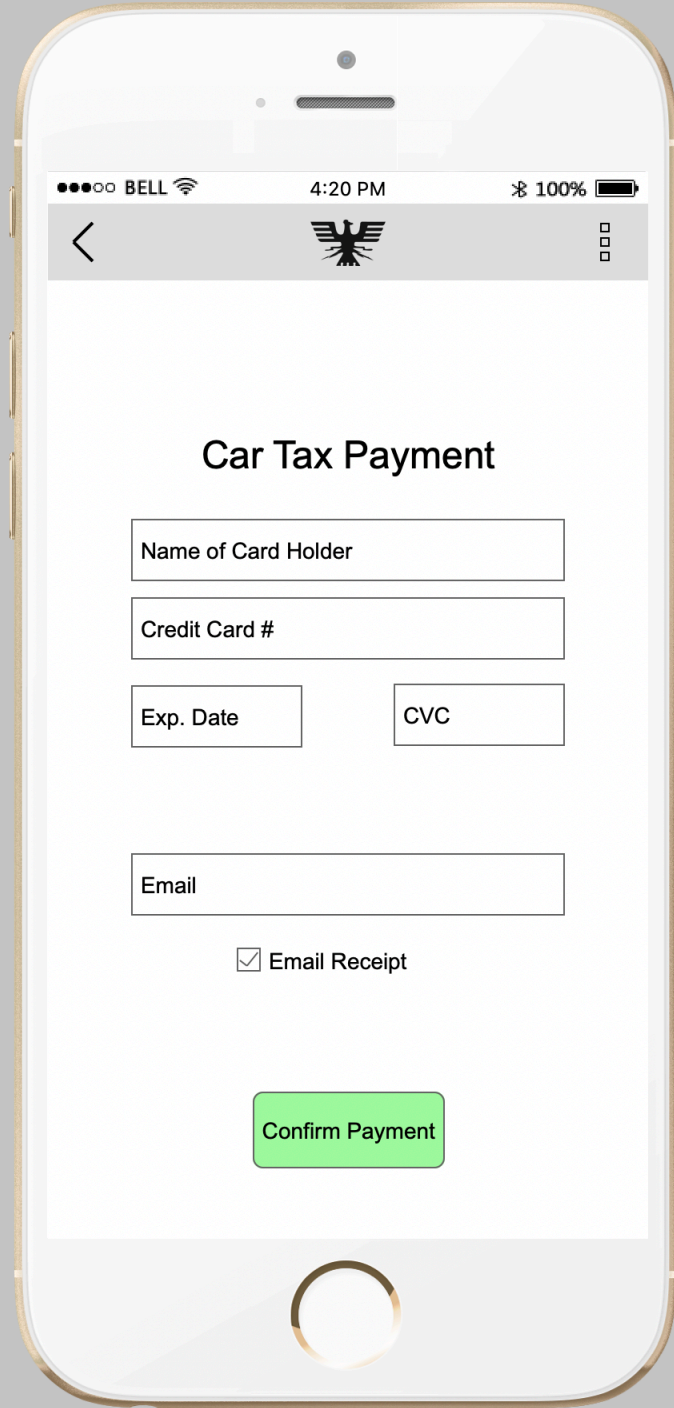 BELL 4:20 PM 100%
Car Tax Payment
Name of Card Holder
Credit Card #
Exp. Date CVC
Email
Email Receipt
Confirm Payment